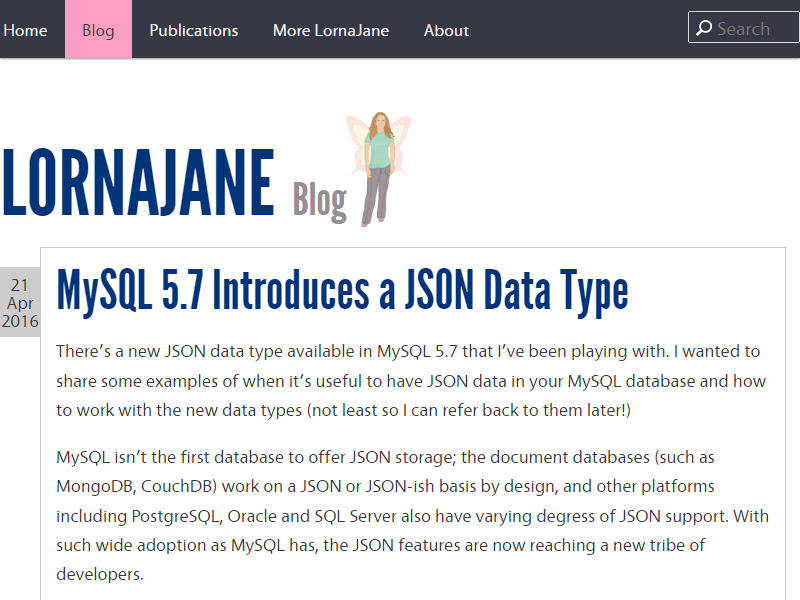 Home Blog Publications More LornaJane About Search
LORNAJANE Blog
21
Apr
2016
MySQL 5.7 Introduces a JSON Data Type
There’s a new JSON data type available in MySQL 5.7 that I’ve been playing with. I wanted to
share some examples of when it’s useful to have JSON data in your MySQL database and how
to work with the new data types (not least so I can refer back to them later!)
MySQL isn’t the first database to offer JSON storage; the document databases (such as
MongoDB, CouchDB) work on a JSON or JSON-ish basis by design, and other platforms
including PostgreSQL, Oracle and SQL Server also have varying degress of JSON support. With
such wide adoption as MySQL has, the JSON features are now reaching a new tribe of
developers.